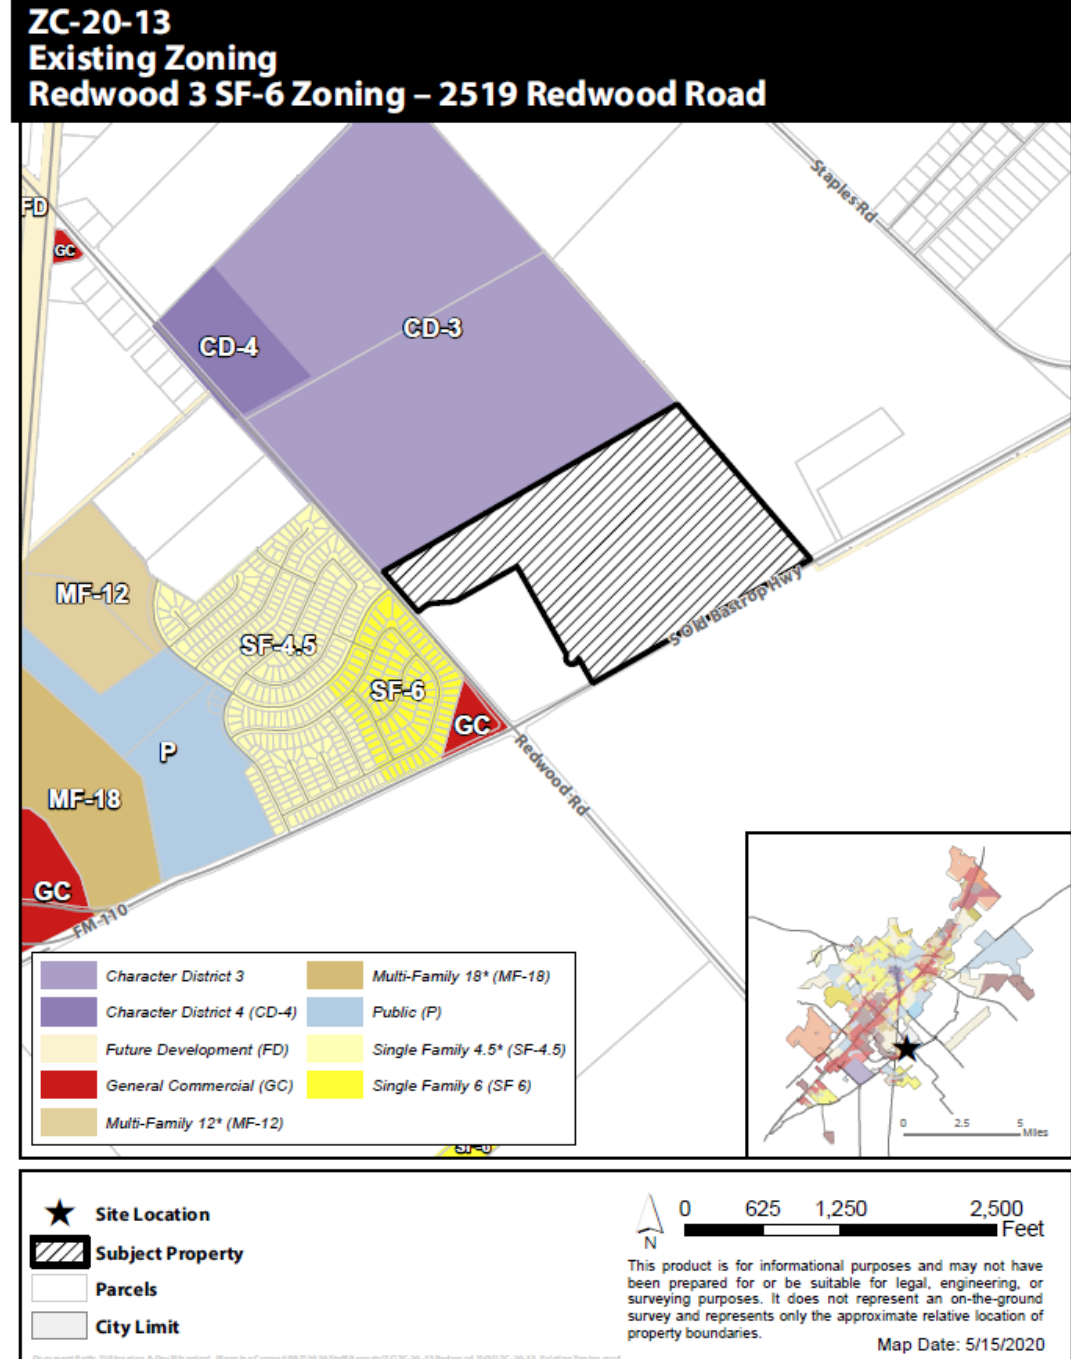 ZC-20-13
Existing Zoning
Redwood 3 SF-6 Zoning – 2519 Redwood Road
Staples Rd
FD
GC
CD-4
CD-3
MF-12
SF-4.5
SF-6
S Old Bastrop Hwy
GC
P
Redwood Rd
MF-18
GC
FM-110
Character District 3
Multi-Family 18* (MF-18)
Character District 4 (CD-4)
Public (P)
Future Development (FD)
Single Family 4.5* (SF-4.5)
General Commercial (GC)
Single Family 6 (SF 6)
Multi-Family 12* (MF-12)
SF-6
0 2.5 5
Miles
Site Location
Subject Property
Parcels
City Limit
N
0 625 1,250 2,500
Feet
This product is for informational purposes and may not have
been prepared for or be suitable for legal, engineering, or
surveying purposes. It does not represent an on-the-ground
survey and represents only the approximate relative location of
property boundaries.
Map Date: 5/15/2020